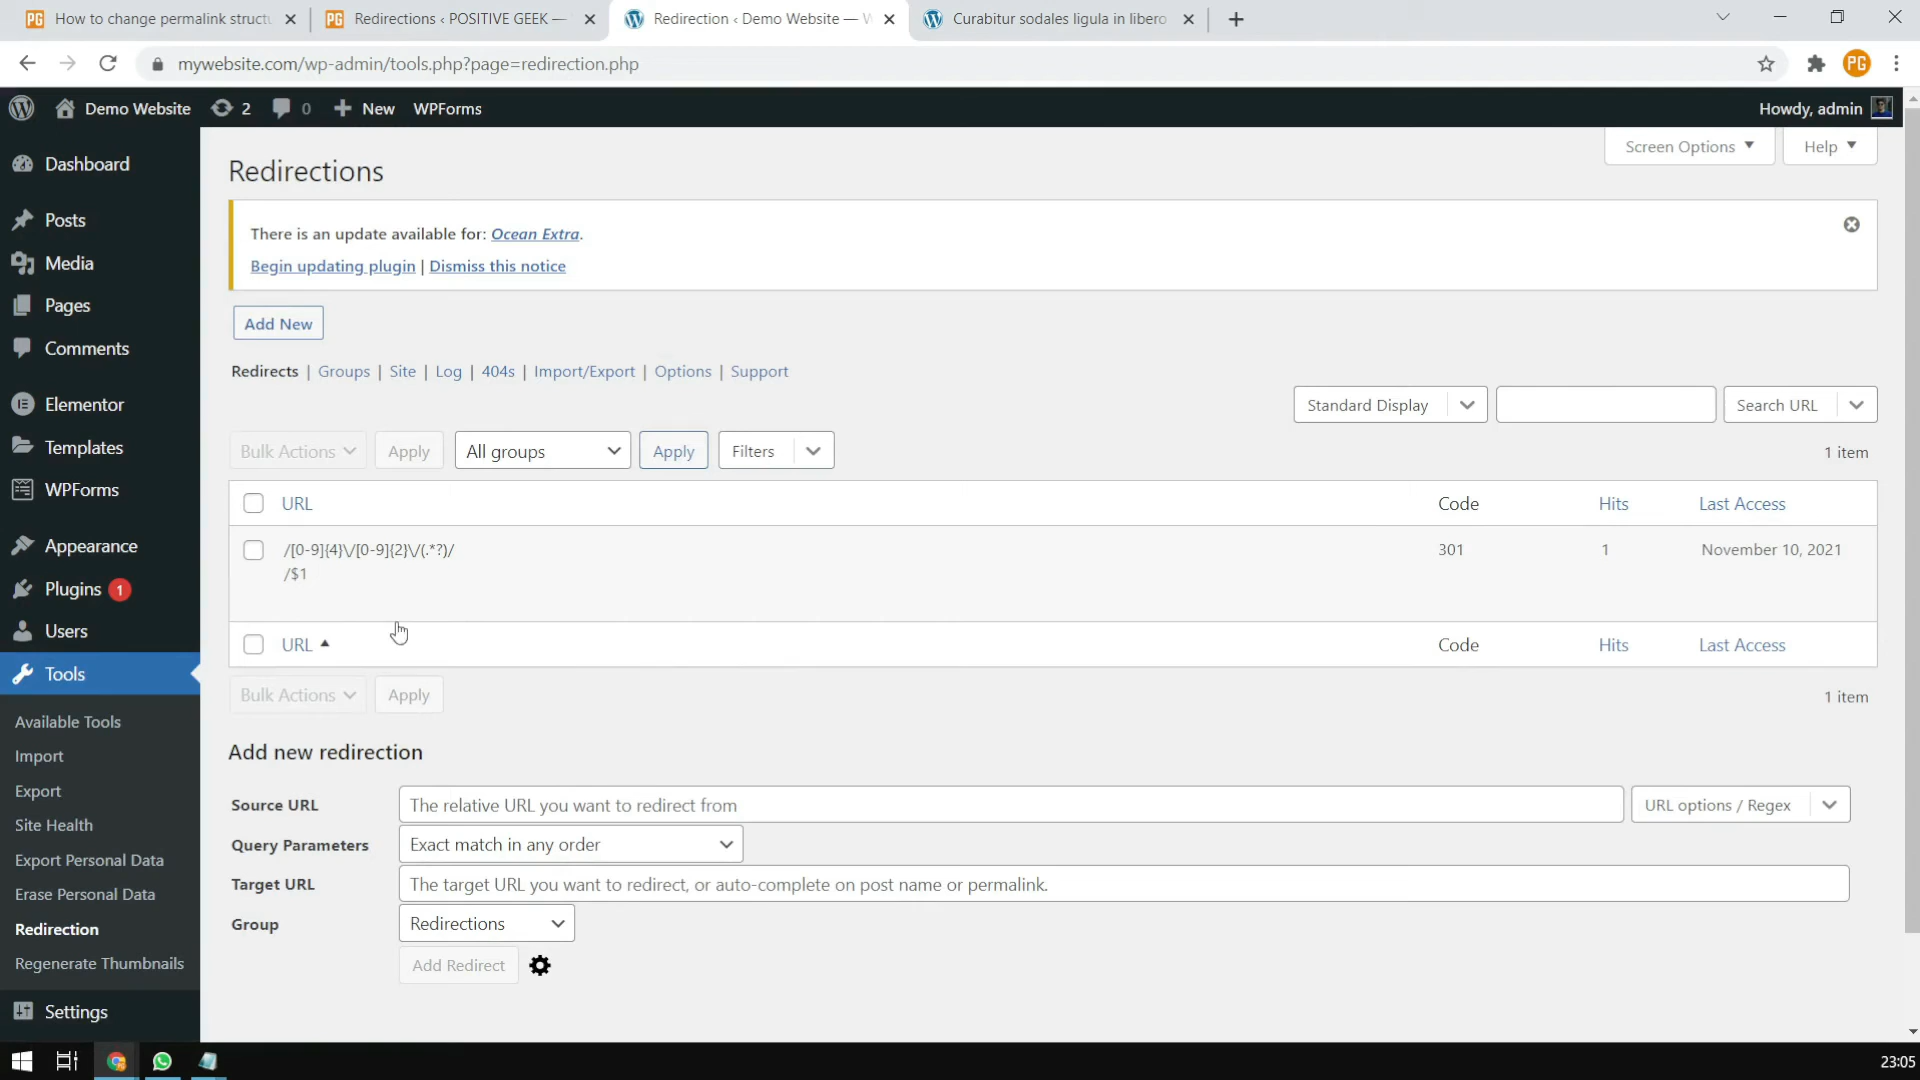 How to change permalink structu
Redirections ‹ POSITIVE GEEK —
Redirection ‹ Demo Website — W
Curabitur sodales ligula in libero
mywebsite.com/wp-admin/tools.php?page=redirection.php
PG
Demo Website
2
0
New
WPForms
Howdy, admin
Dashboard
Posts
Media
Pages
Comments
Elementor
Templates
WPForms
Appearance
Plugins 1
Users
Tools
Available Tools
Import
Export
Site Health
Export Personal Data
Erase Personal Data
Redirection
Regenerate Thumbnails
Settings
Screen Options
Help
Redirections
There is an update available for: Ocean Extra.
Begin updating plugin | Dismiss this notice
Add New
Redirects | Groups | Site | Log | 404s | Import/Export | Options | Support
Standard Display
Search URL
Bulk Actions
Apply
All groups
Apply
Filters
1 item
URL Code Hits Last Access
/[0-9]{4}\/[0-9]{2}\/(.*?)/ 301 1 November 10, 2021
/$1
URL Code Hits Last Access
Bulk Actions
Apply
1 item
Add new redirection
Source URL
The relative URL you want to redirect from
URL options / Regex
Query Parameters
Exact match in any order
Target URL
The target URL you want to redirect, or auto-complete on post name or permalink.
Group
Redirections
Add Redirect
23:05